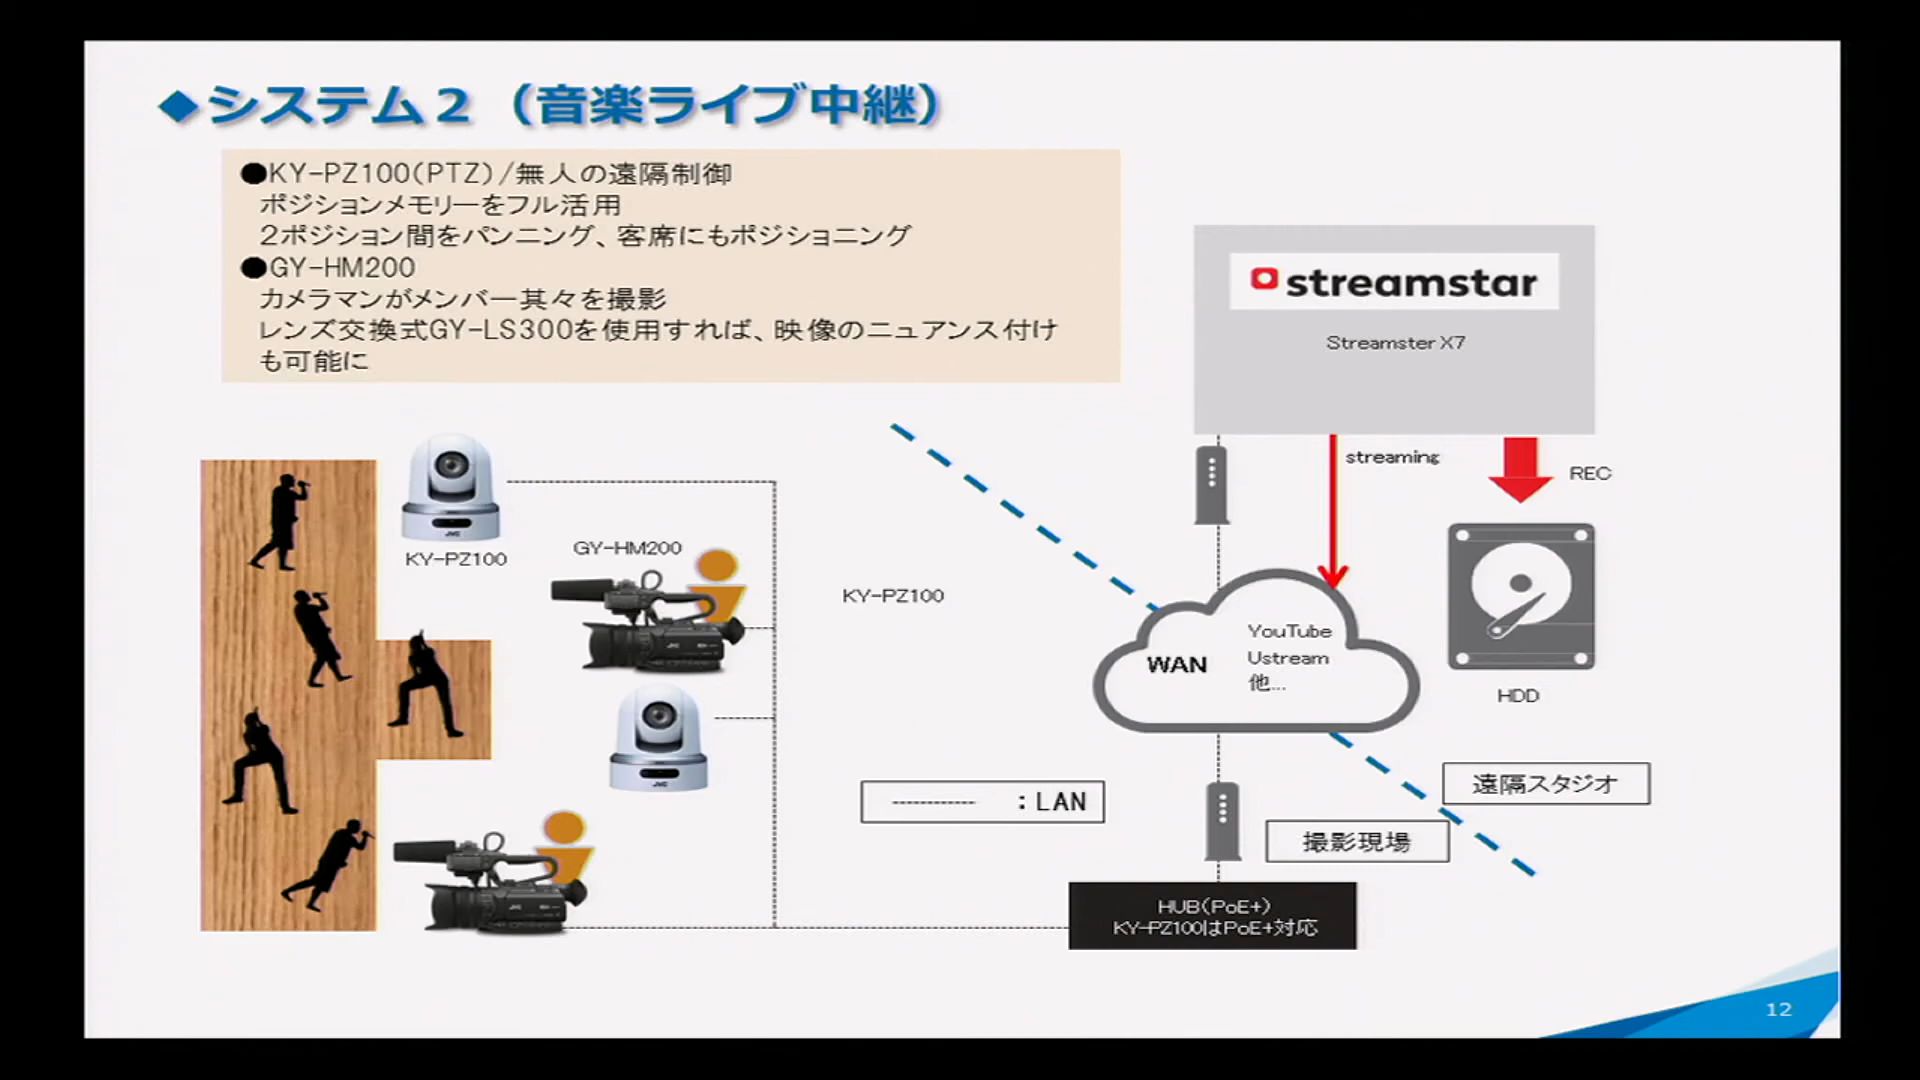 ◆システム2（音楽ライブ中継）
●KY-PZ100(PTZ)/無人の遠隔制御
ポジションメモリーをフル活用
2ポジション間をパンニング、客席にもポジショニング
●GY-HM200
カメラマンがメンバー其々を撮影
レンズ交換式GY-LS300を使用すれば、映像のニュアンス付け
も可能に
streamstar
Streamster X7
streaming
REC
KY-PZ100
GY-HM200
KY-PZ100
WAN
YouTube
Ustream
他...
HDD
遠隔スタジオ
：LAN
撮影現場
HUB(PoE+)
KY-PZ100はPoE+対応
JVC
JVC
JVC
JVC
12